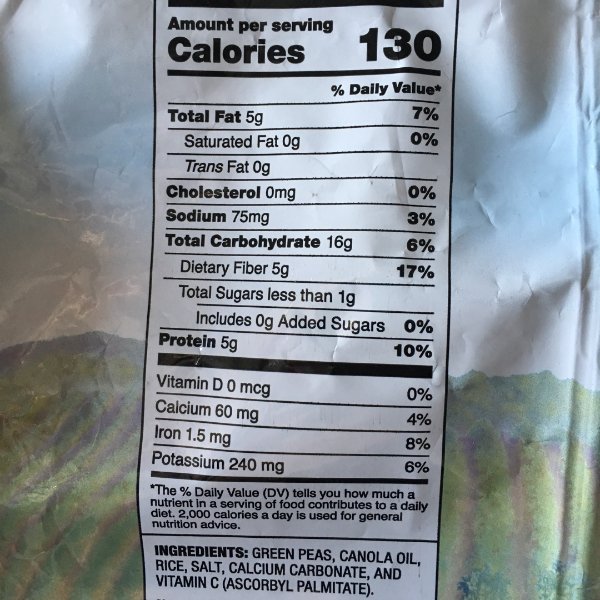 Amount per serving
Calories 130
% Daily Value*
Total Fat 5g 7%
Saturated Fat 0g 0%
Trans Fat 0g
Cholesterol 0mg 0%
Sodium 75mg 3%
Total Carbohydrate 16g 6%
Dietary Fiber 5g 17%
Total Sugars less than 1g
Includes 0g Added Sugars 0%
Protein 5g 10%
Vitamin D 0 mcg 0%
Calcium 60 mg 4%
Iron 1.5 mg 8%
Potassium 240 mg 6%
*The % Daily Value (DV) tells you how much a
nutrient in a serving of food contributes to a daily
diet. 2,000 calories a day is used for general
nutrition advice.
INGREDIENTS: GREEN PEAS, CANOLA OIL,
RICE, SALT, CALCIUM CARBONATE, AND
VITAMIN C (ASCORBYL PALMITATE).